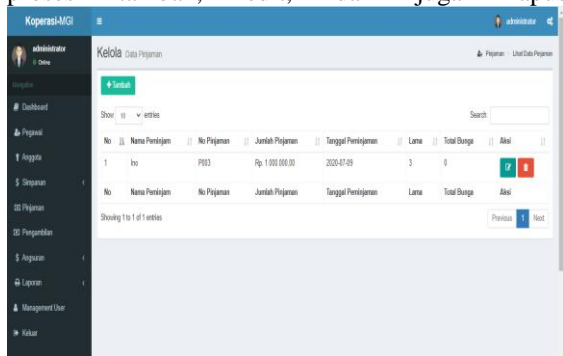 Koperasi-MGI
administrator
administrator
Online
Kelola Data Pinjaman
Pinjaman Lihat Data Pinjaman
Navigation
Tambah
Dashboard
Show 10 entries
Search:
Pegawai
No Nama Peminjam No Pinjaman Jumlah Pinjaman Tanggal Peminjaman Lama Total Bunga Aksi
Anggota
1 Ino P003 Rp. 1.000.000,00 2020-07-09 3 0
Simpanan
Pinjaman
No Nama Peminjam No Pinjaman Jumlah Pinjaman Tanggal Peminjaman Lama Total Bunga Aksi
Showing 1 to 1 of 1 entries
Previous 1 Next
Pengambilan
Angsuran
Laporan
Management User
Keluar